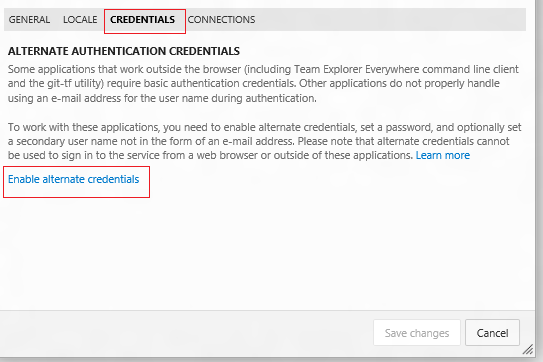 GENERAL LOCALE CREDENTIALS CONNECTIONS
ALTERNATE AUTHENTICATION CREDENTIALS
Some applications that work outside the browser (including Team Explorer Everywhere command line client
and the git-tf utility) require basic authentication credentials. Other applications do not properly handle
using an e-mail address for the user name during authentication.
To work with these applications, you need to enable alternate credentials, set a password, and optionally set
a secondary user name not in the form of an e-mail address. Please note that alternate credentials cannot
be used to sign in to the service from a web browser or outside of these applications. Learn more
Enable alternate credentials
Save changes Cancel